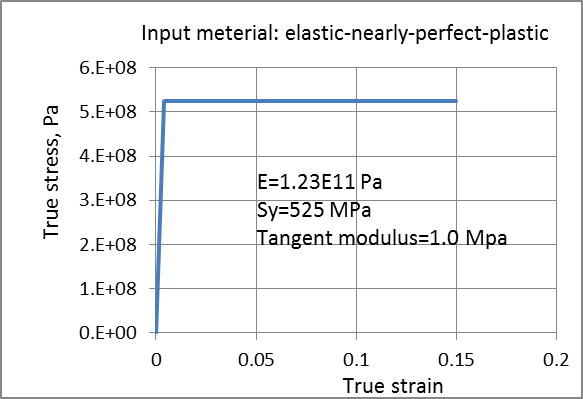 Input meterial: elastic-nearly-perfect-plastic
6.E+08
5.E+08
4.E+08
3.E+08
2.E+08
1.E+08
0.E+00
True stress, Pa
E=1.23E11 Pa
Sy=525 MPa
Tangent modulus=1.0 Mpa
0 0.05 0.1 0.15 0.2
True strain